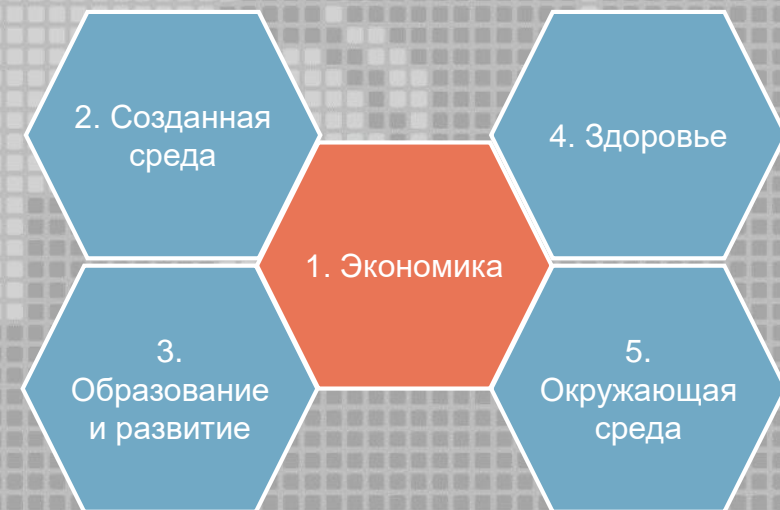 2. Созданная
среда
4. Здоровье
1. Экономика
3.
Образование
и развитие
5.
Окружающая
среда